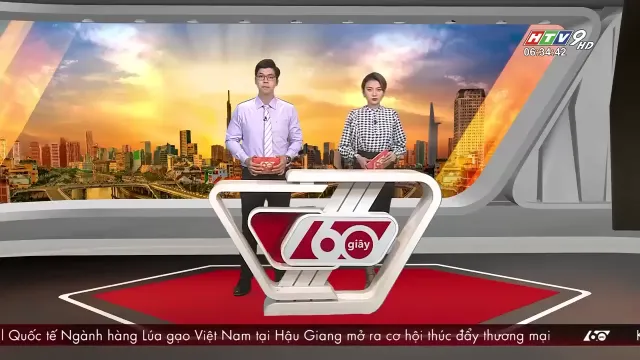 HTV9 HD
06:34:42
60 giây
l Quốc tế Ngành hàng Lúa gạo Việt Nam tại Hậu Giang mở ra cơ hội thúc đẩy thương mại
60